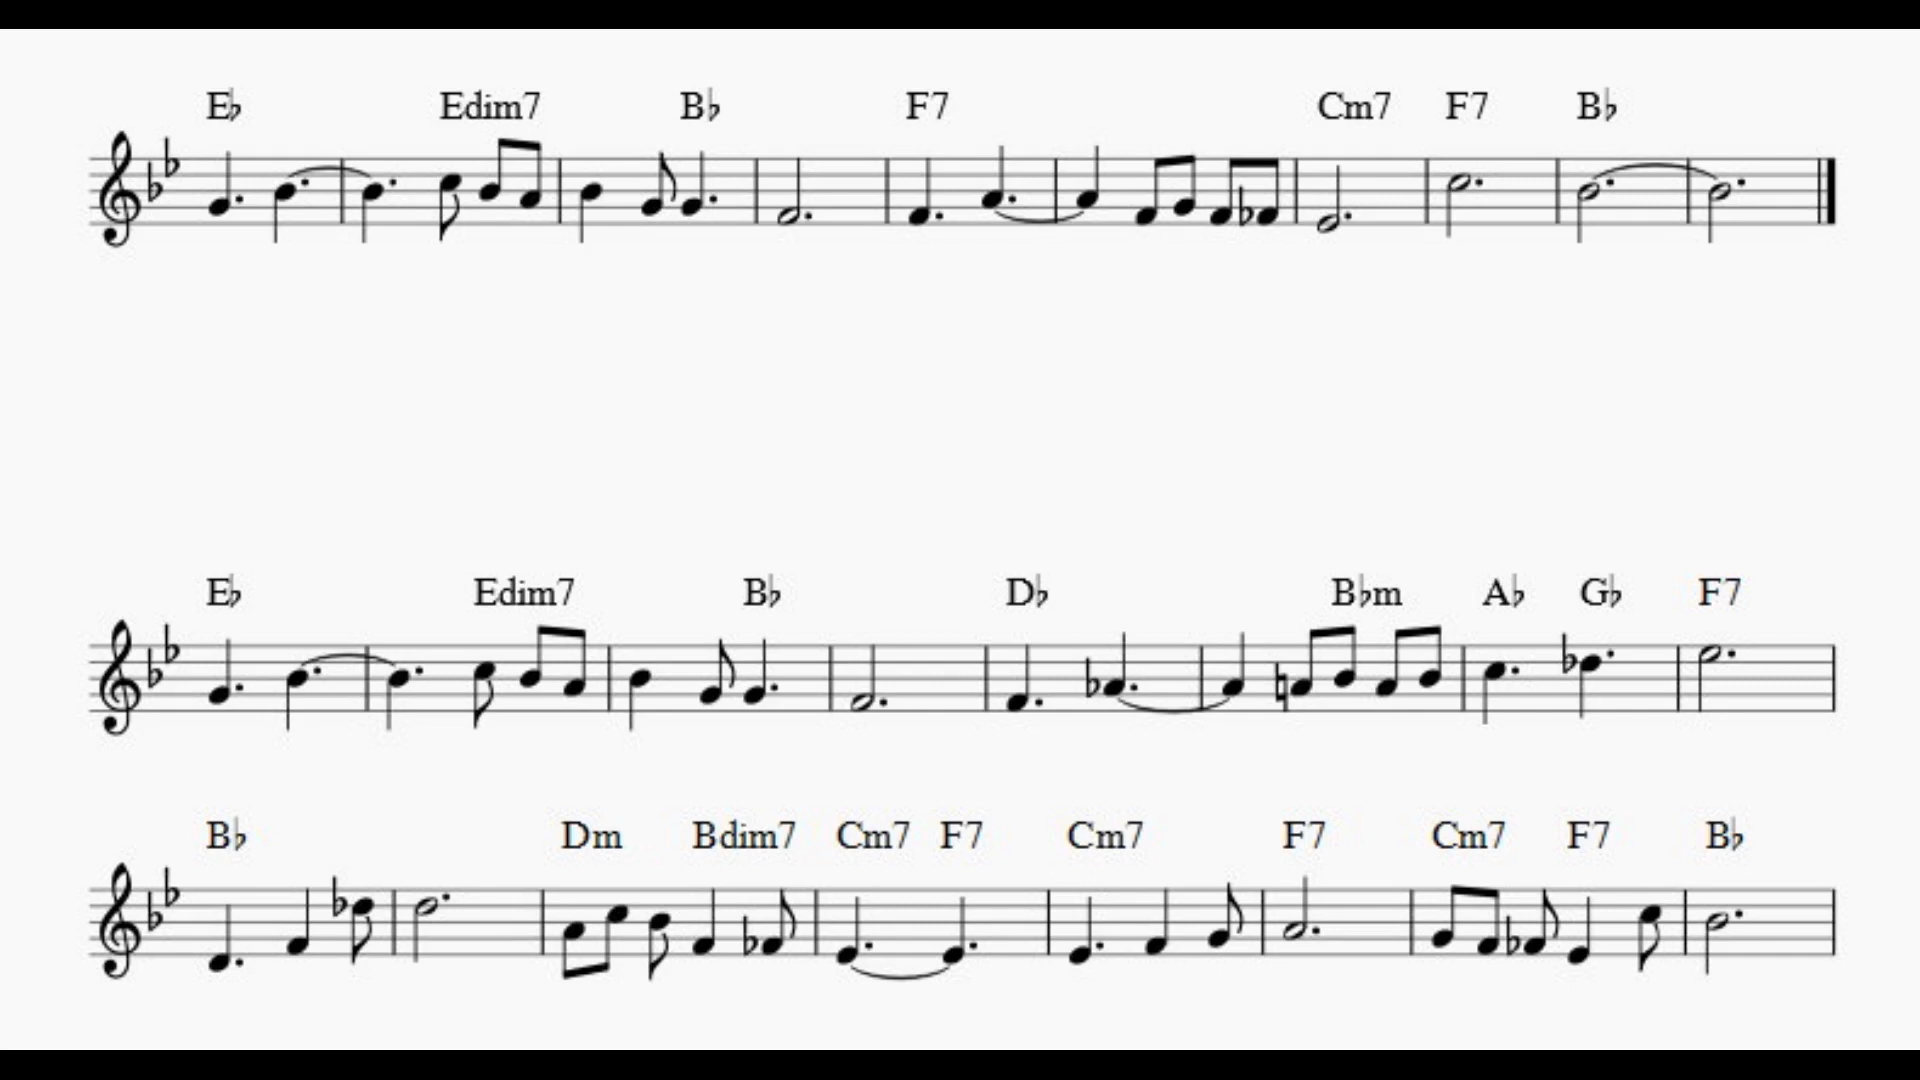 E♭ Edim7 B♭ F7 Cm7 F7 B♭
E♭ Edim7 B♭ D♭ B♭m A♭ G♭ F7
B♭ Dm Bdim7 Cm7 F7 Cm7 F7 Cm7 F7 B♭